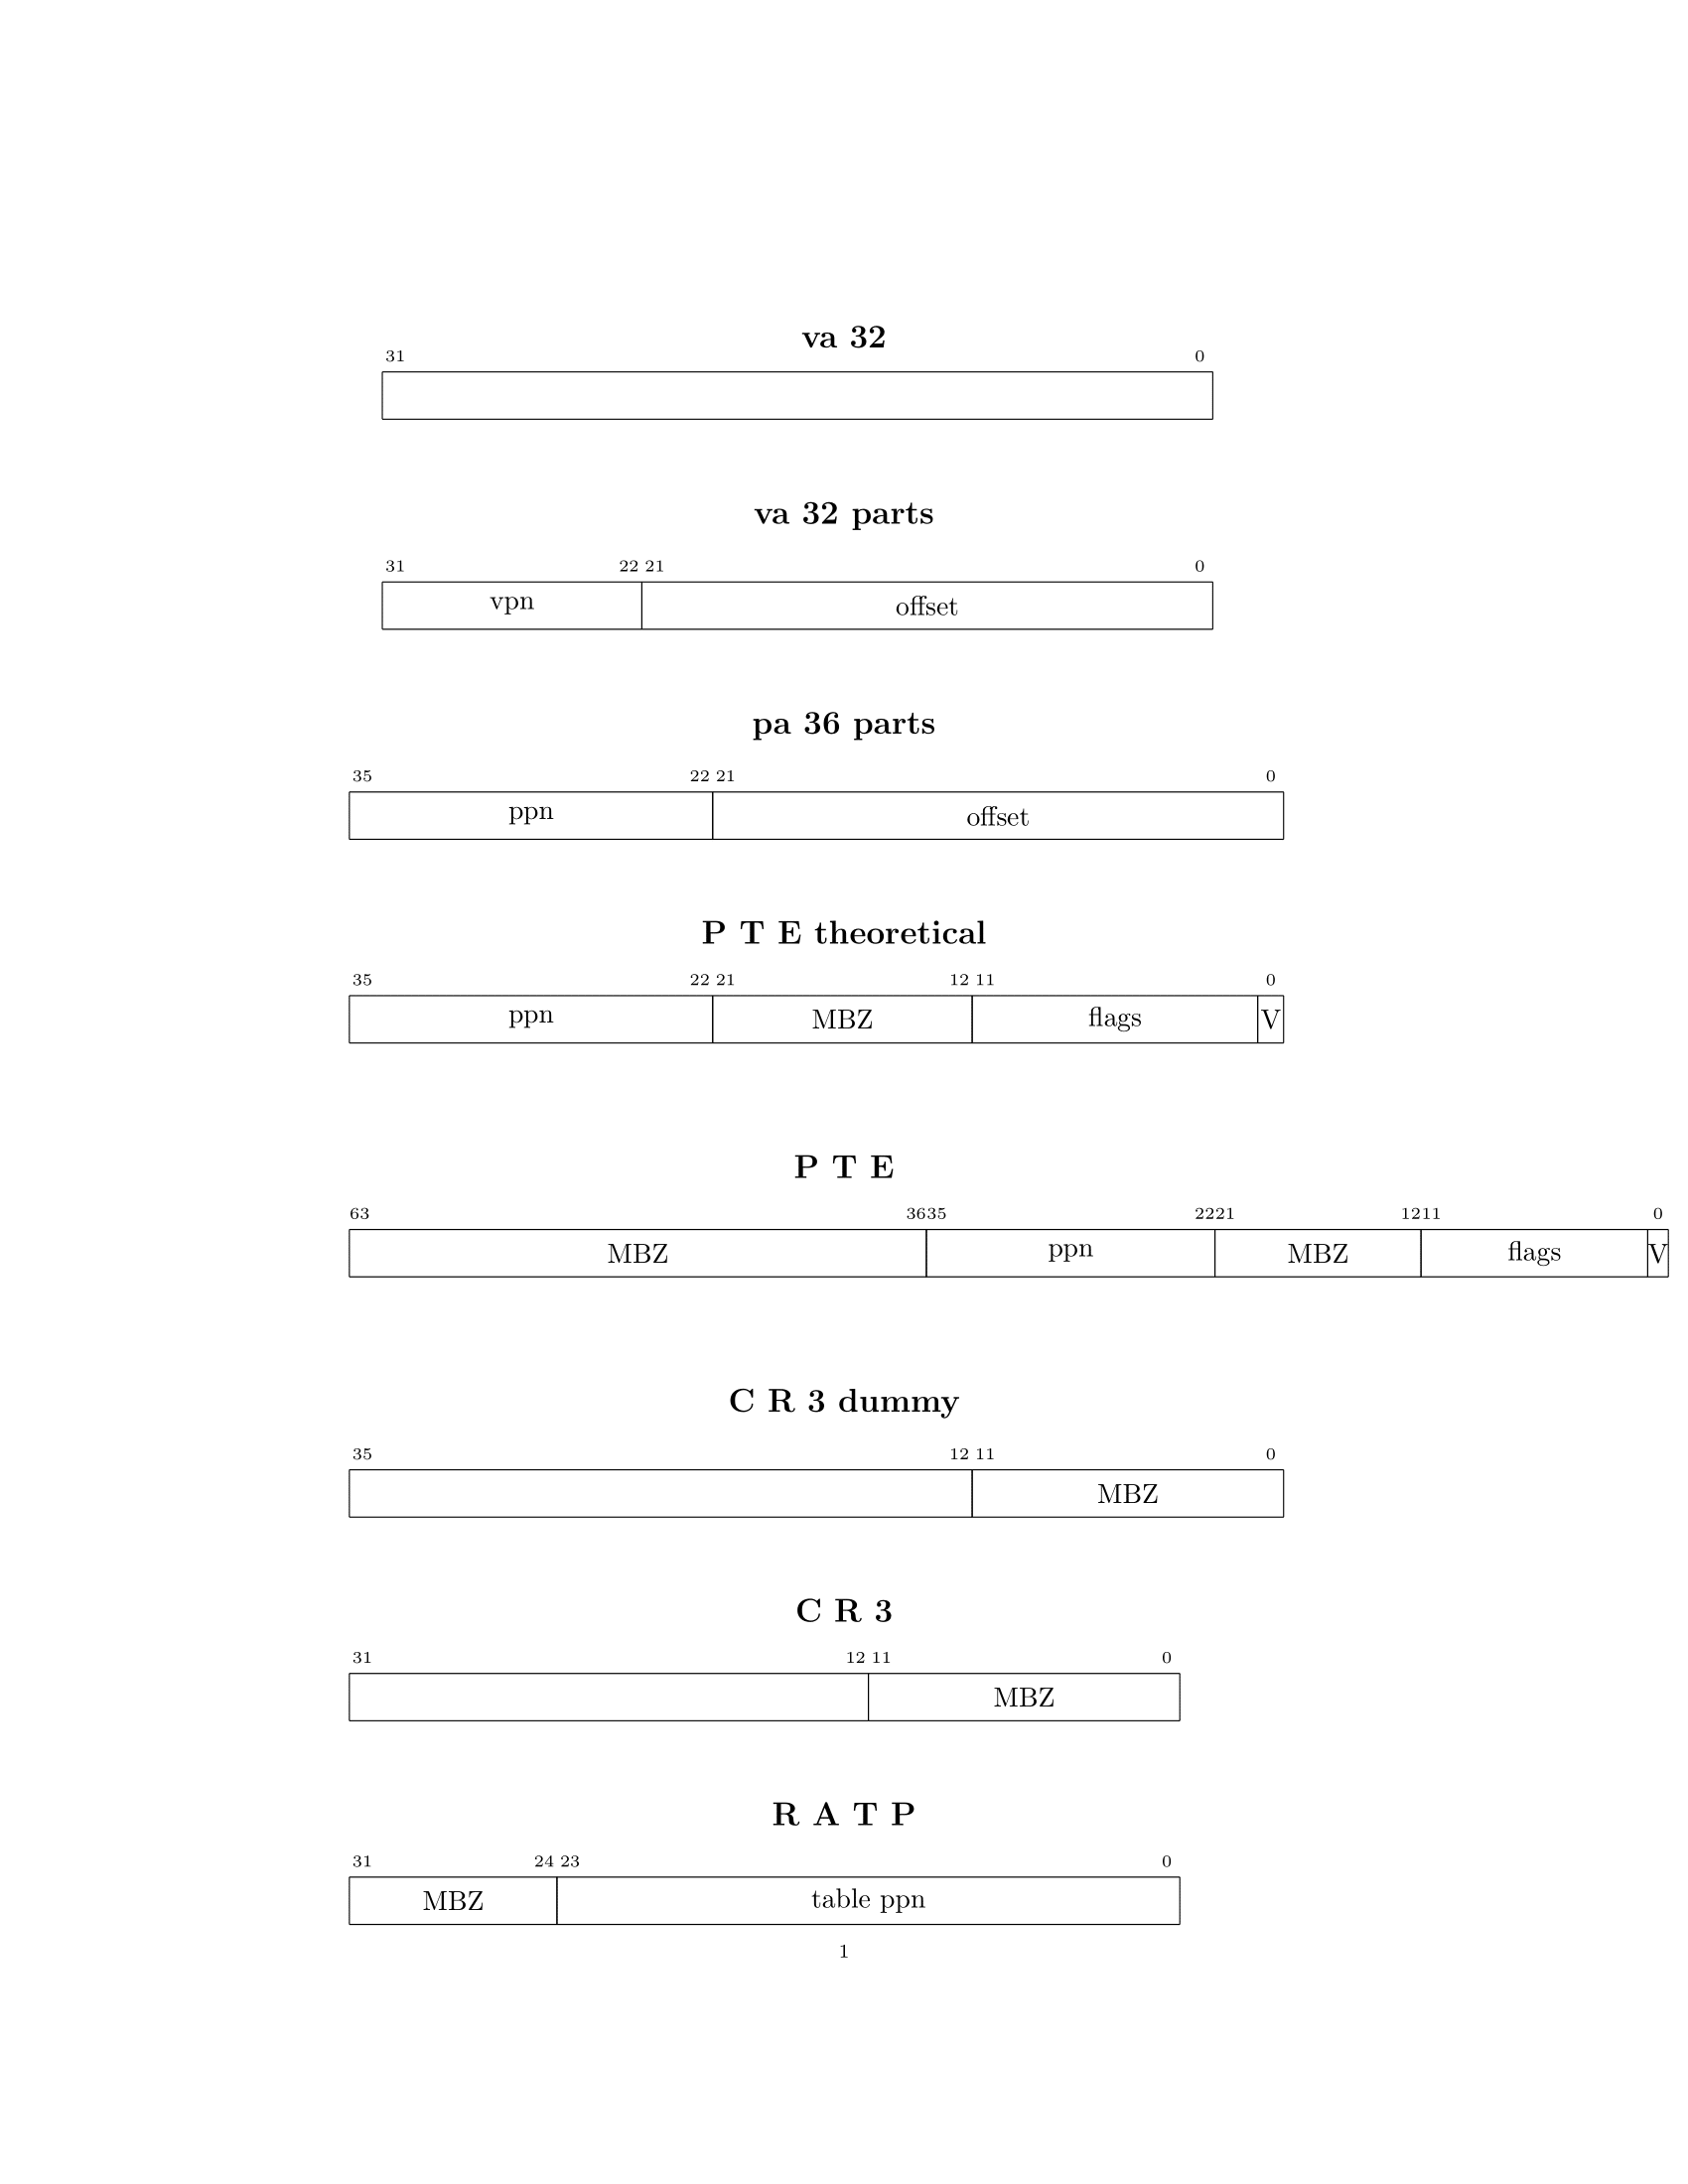 va 32
31 0
va 32 parts
31 22 21 0
vpn offset
pa 36 parts
35 22 21 0
ppn offset
P T E theoretical
35 22 21 12 11 0
ppn MBZ flags V
P T E
63 3635 2221 1211 0
MBZ ppn MBZ flags V
C R 3 dummy
35 12 11 0
MBZ
C R 3
31 12 11 0
MBZ
R A T P
31 24 23 0
MBZ table ppn
1